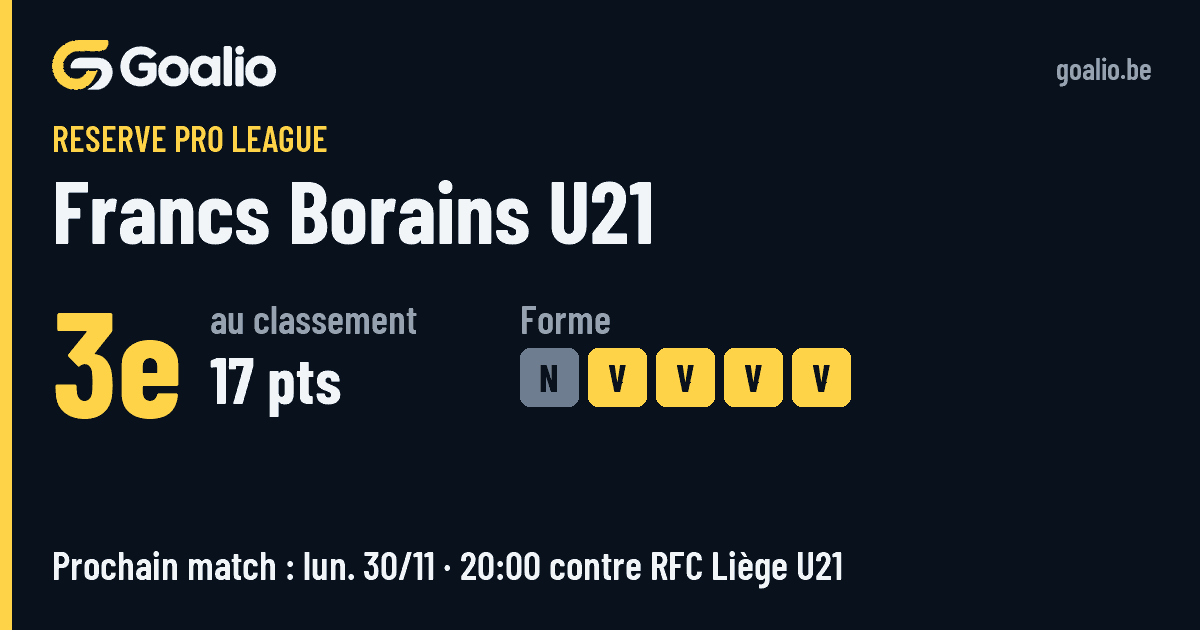 Goalio
goalio.be
RESERVE PRO LEAGUE
Francs Borains U21
3e
au classement
17 pts
Forme
N V V V V
Prochain match : lun. 30/11 · 20:00 contre RFC Liège U21